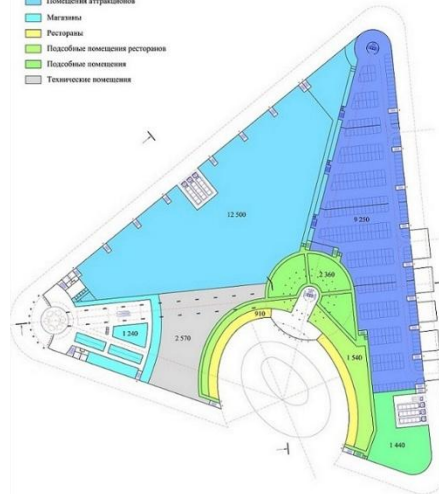 Помещения аттракционов
Магазины
Рестораны
Подсобные помещения ресторанов
Подсобные помещения
Технические помещения
12 500
9 250
2 360
910
1 240
2 570
1 540
1 440